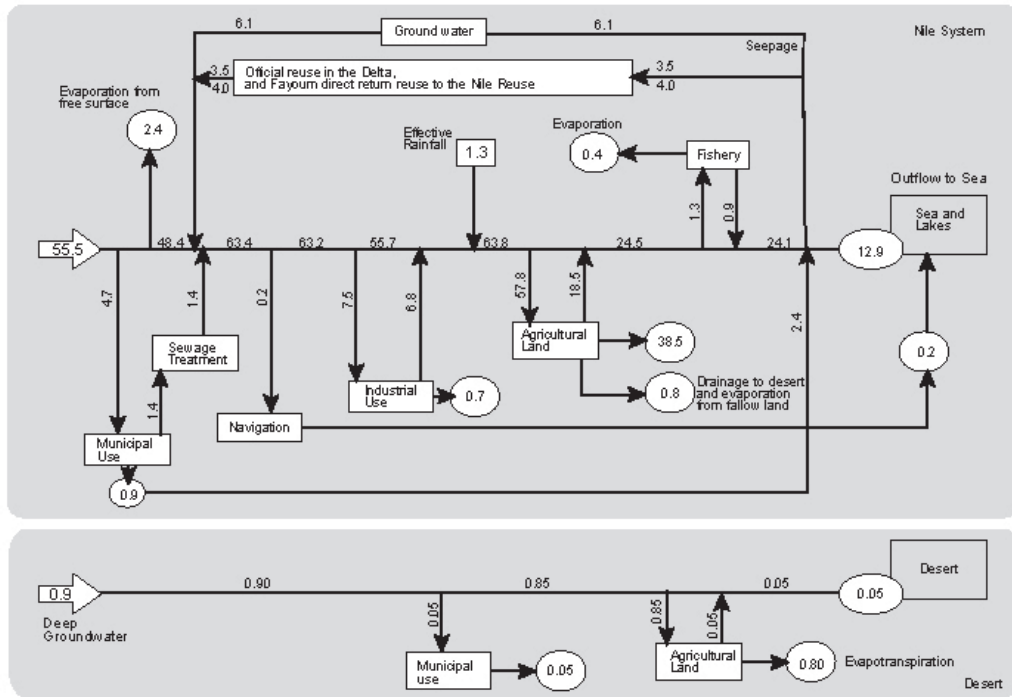 6.1
Ground water
6.1
Nile System
Seepage
3.5
4.0
Official reuse in the Delta,
and Fayoum direct return reuse to the Nile Reuse
3.5
4.0
Evaporation from
free surface
2.4
Effective
Rainfall
1.3
Evaporation
0.4
Fishery
1.3
0.9
Outflow to Sea
Sea and
Lakes
55.5
48.4
63.4
63.2
55.7
63.8
24.5
24.1
12.9
4.7
1.4
0.2
7.5
6.8
57.8
18.5
2.4
Sewage
Treatment
Agricultural
Land
38.5
0.2
1.4
Industrial
Use
0.7
0.8
Drainage to desert
and evaporation
from fallow land
Municipal
Use
Navigation
0.9
0.9
0.90
0.85
0.05
0.05
Desert
Deep
Groundwater
0.05
0.85
0.05
Municipal
use
0.05
Agricultural
Land
0.80
Evapotranspiration
Desert